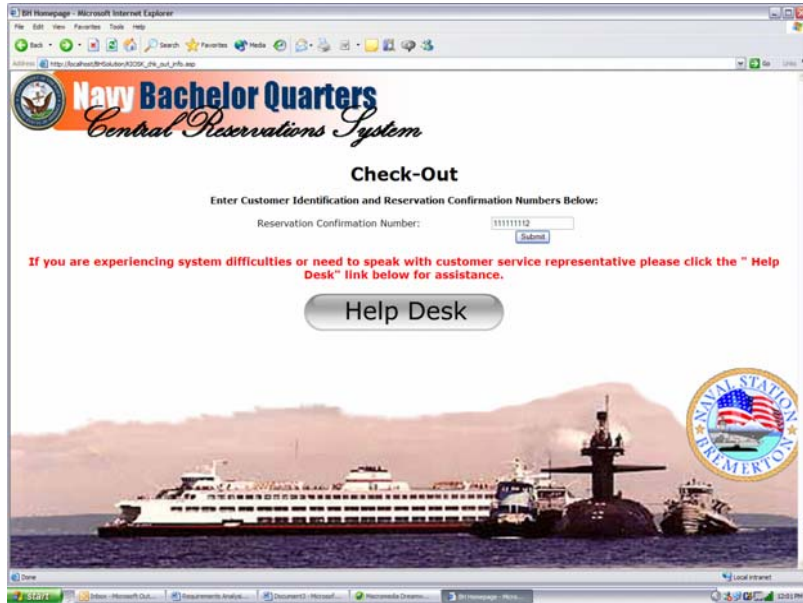 BH Homepage - Microsoft Internet Explorer
File Edit View Favorites Tools Help
Back Search Favorites Media
Address http://localhost/BHSolution/KIOSK_chk_out_info.asp Go Links
Navy Bachelor Quarters
Central Reservations System
Check-Out
Enter Customer Identification and Reservation Confirmation Numbers Below:
Reservation Confirmation Number: 111111112
Submit
If you are experiencing system difficulties or need to speak with customer service representative please click the " Help
Desk" link below for assistance.
Help Desk
NAVAL STATION
BREMERTON
Done Local intranet
start Inbox - Microsoft Out... Requirements Analys... Document3 - Microsof... Macromedia Dreamw... BH Homepage - Micro... 12:01 PM